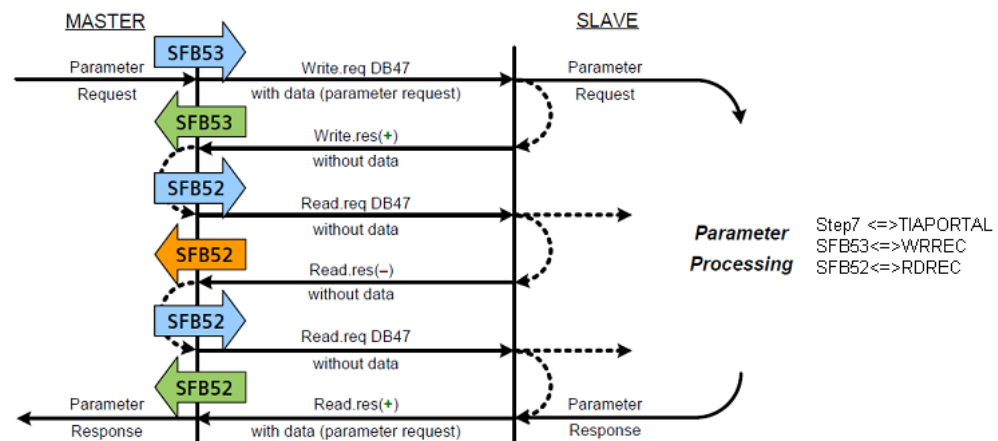 MASTER
SLAVE
SFB53
Parameter
Request
Write.req DB47
with data (parameter request)
Parameter
Request
SFB53
Write.res(+)
without data
SFB52
Read.req DB47
without data
Parameter
Processing
Step7 <=>TIAPORTAL
SFB53<=>WRREC
SFB52<=>RDREC
SFB52
Read.res(–)
without data
SFB52
Read.req DB47
without data
SFB52
Parameter
Response
Read.res(+)
with data (parameter request)
Parameter
Response